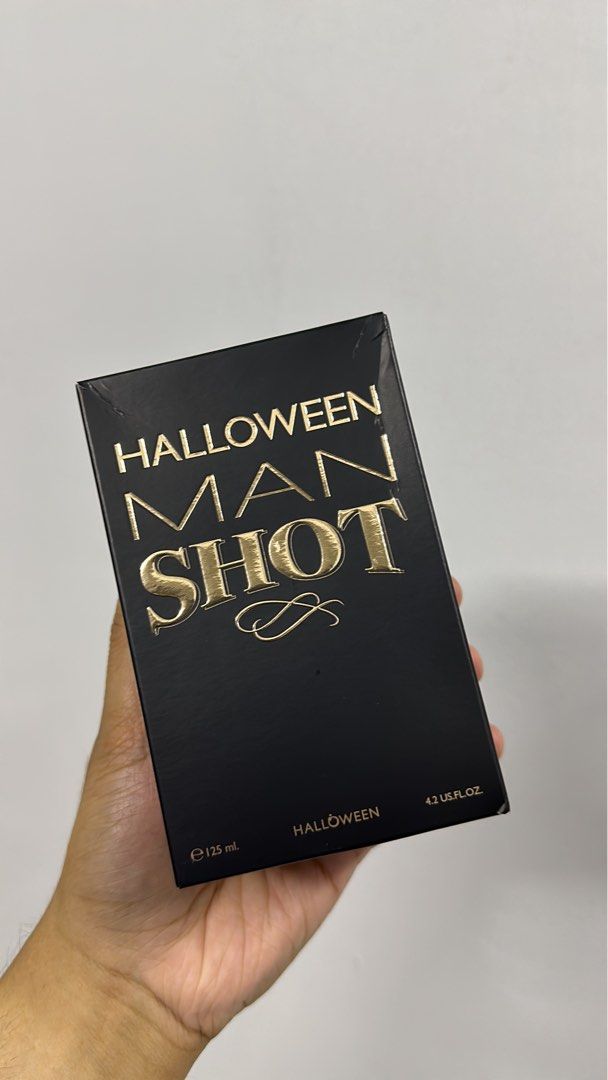 HALLOWEEN
MAN
SHOT
℮125 ml.
HALLOWEEN
4.2 US.FL.OZ.